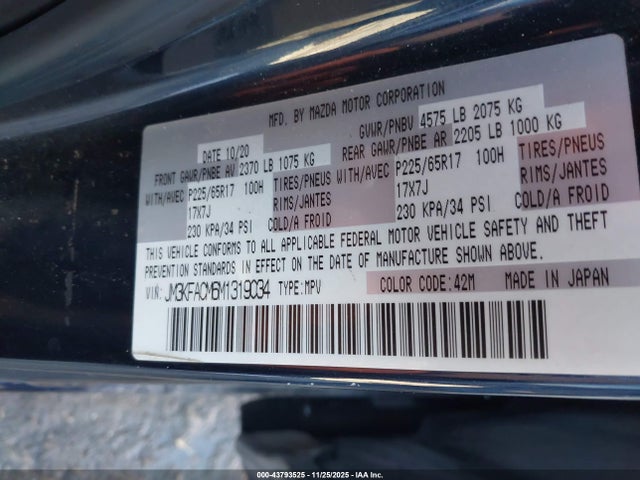 MFD. BY MAZDA MOTOR CORPORATION
DATE 10/20 GVWR/PNBV 4575 LB 2075 KG
FRONT GAWR/PNBE AV 2370 LB 1075 KG REAR GAWR/PNBE AR 2205 LB 1000 KG
WITH/AVEC P225/65R17 100H TIRES/PNEUS WITH/AVEC P225/65R17 100H TIRES/PNEUS
17X7J RIMS/JANTES 17X7J RIMS/JANTES
230 KPA/34 PSI COLD/A FROID 230 KPA/34 PSI COLD/A FROID
THIS VEHICLE CONFORMS TO ALL APPLICABLE FEDERAL MOTOR VEHICLE SAFETY AND THEFT
PREVENTION STANDARDS IN EFFECT ON THE DATE OF MANUFACTURE SHOWN ABOVE.
VIN: JM3KFACM6M1319034 TYPE:MPV COLOR CODE:42M MADE IN JAPAN
000-43793525 - 11/25/2025 - IAA Inc.